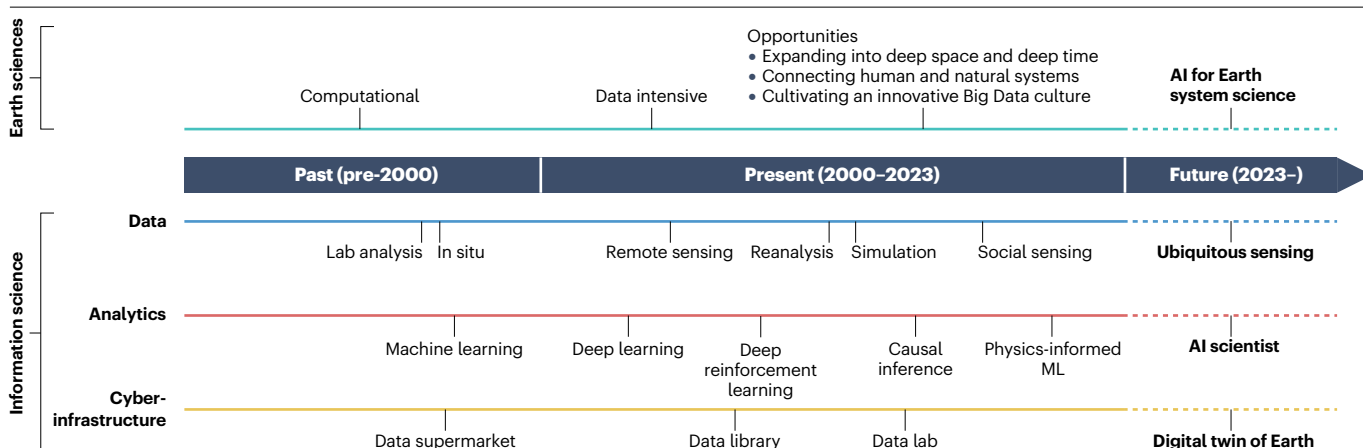 Earth sciences
Opportunities
• Expanding into deep space and deep time
• Connecting human and natural systems
• Cultivating an innovative Big Data culture
Computational
Data intensive
AI for Earth
system science
Past (pre-2000)
Present (2000–2023)
Future (2023–)
Information science
Data
Lab analysis
In situ
Remote sensing
Reanalysis
Simulation
Social sensing
Ubiquitous sensing
Analytics
Machine learning
Deep learning
Deep
reinforcement
learning
Causal
inference
Physics-informed
ML
AI scientist
Cyber-
infrastructure
Data supermarket
Data library
Data lab
Digital twin of Earth